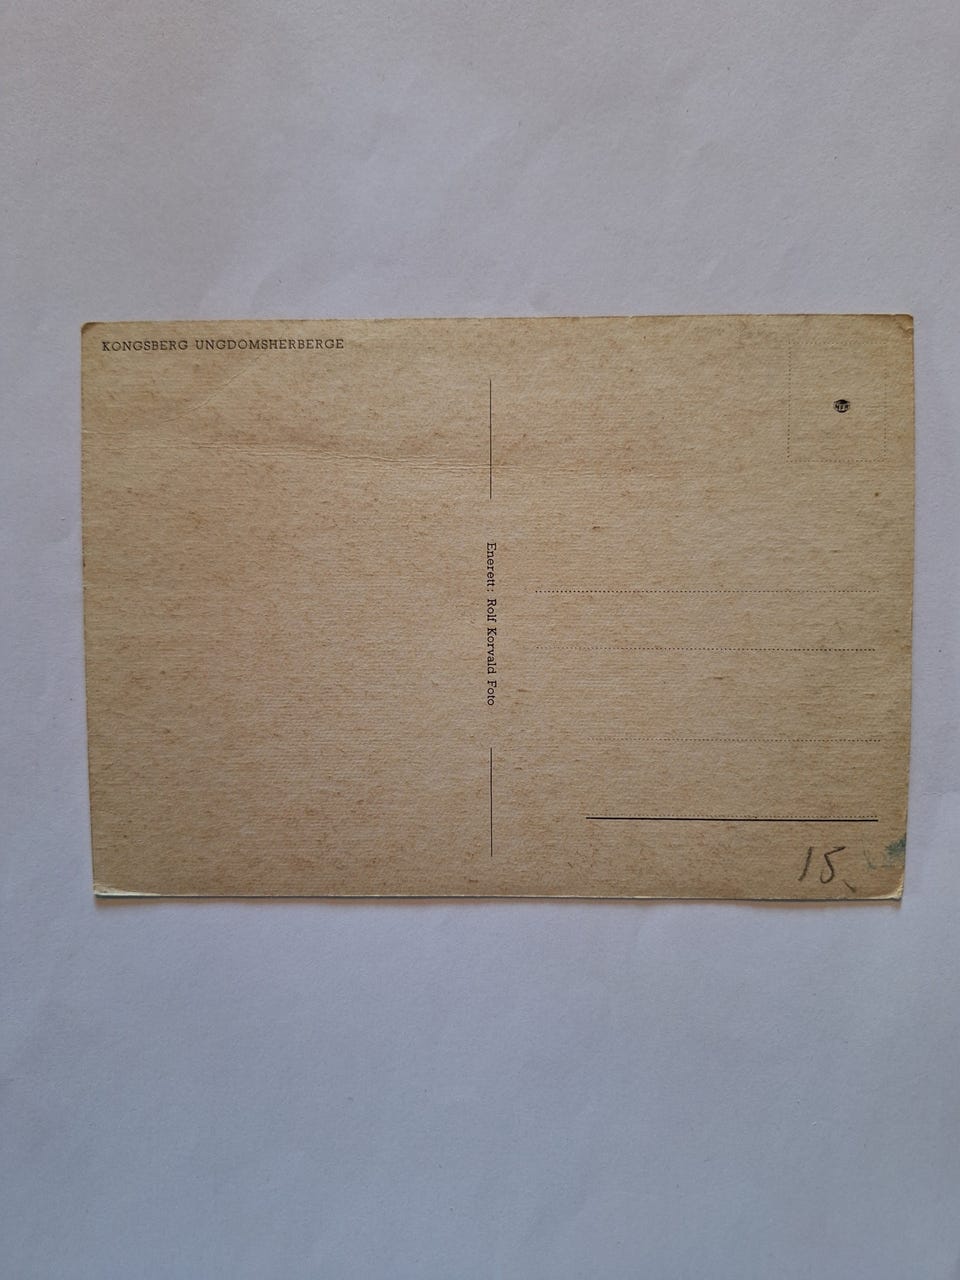 KONGSBERG UNGDOMSHERBERGE
Enerett: Rolf Korvald Foto
15